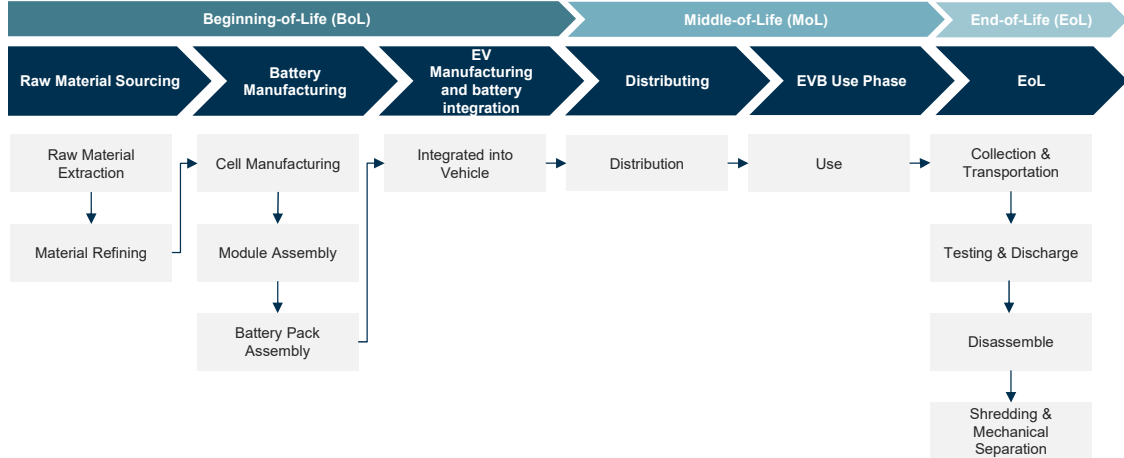 Beginning-of-Life (BoL)
Middle-of-Life (MoL)
End-of-Life (EoL)
Raw Material Sourcing
Battery
Manufacturing
EV
Manufacturing
and battery
integration
Distributing
EVB Use Phase
EoL
Raw Material
Extraction
Material Refining
Cell Manufacturing
Module Assembly
Battery Pack
Assembly
Integrated into
Vehicle
Distribution
Use
Collection &
Transportation
Testing & Discharge
Disassemble
Shredding &
Mechanical
Separation